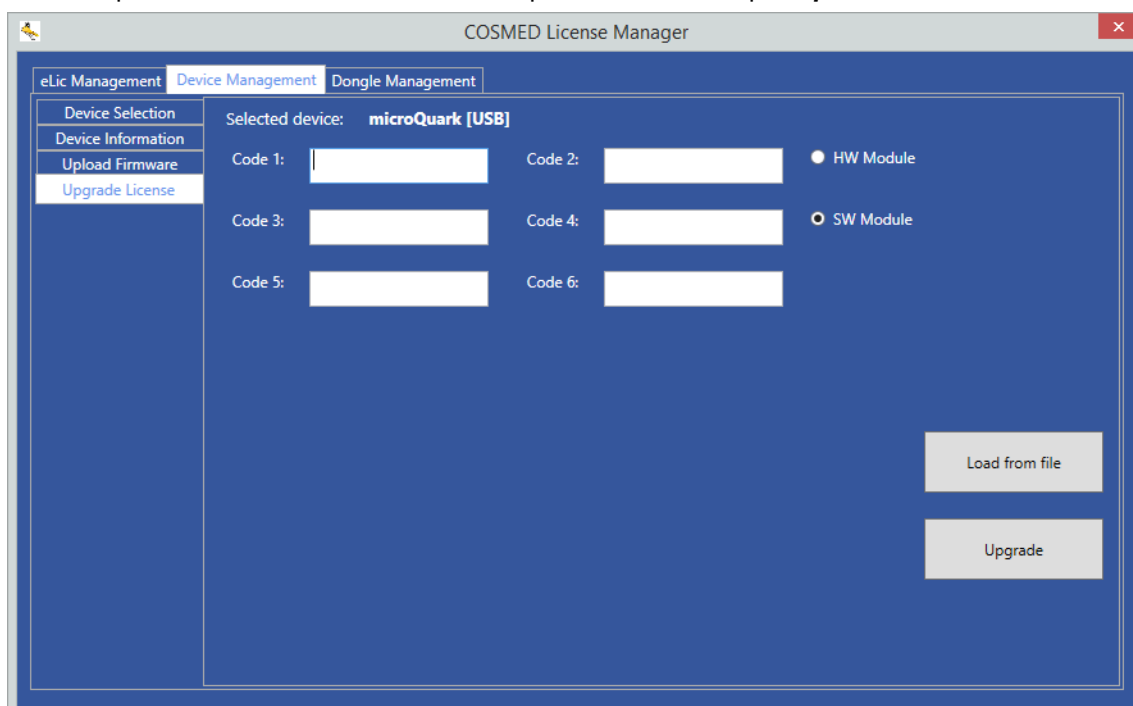 COSMED License Manager
eLic Management Device Management Dongle Management
Device Selection
Device Information
Upload Firmware
Upgrade License
Selected device: microQuark [USB]
Code 1: Code 2: HW Module
Code 3: Code 4: SW Module
Code 5: Code 6:
Load from file
Upgrade